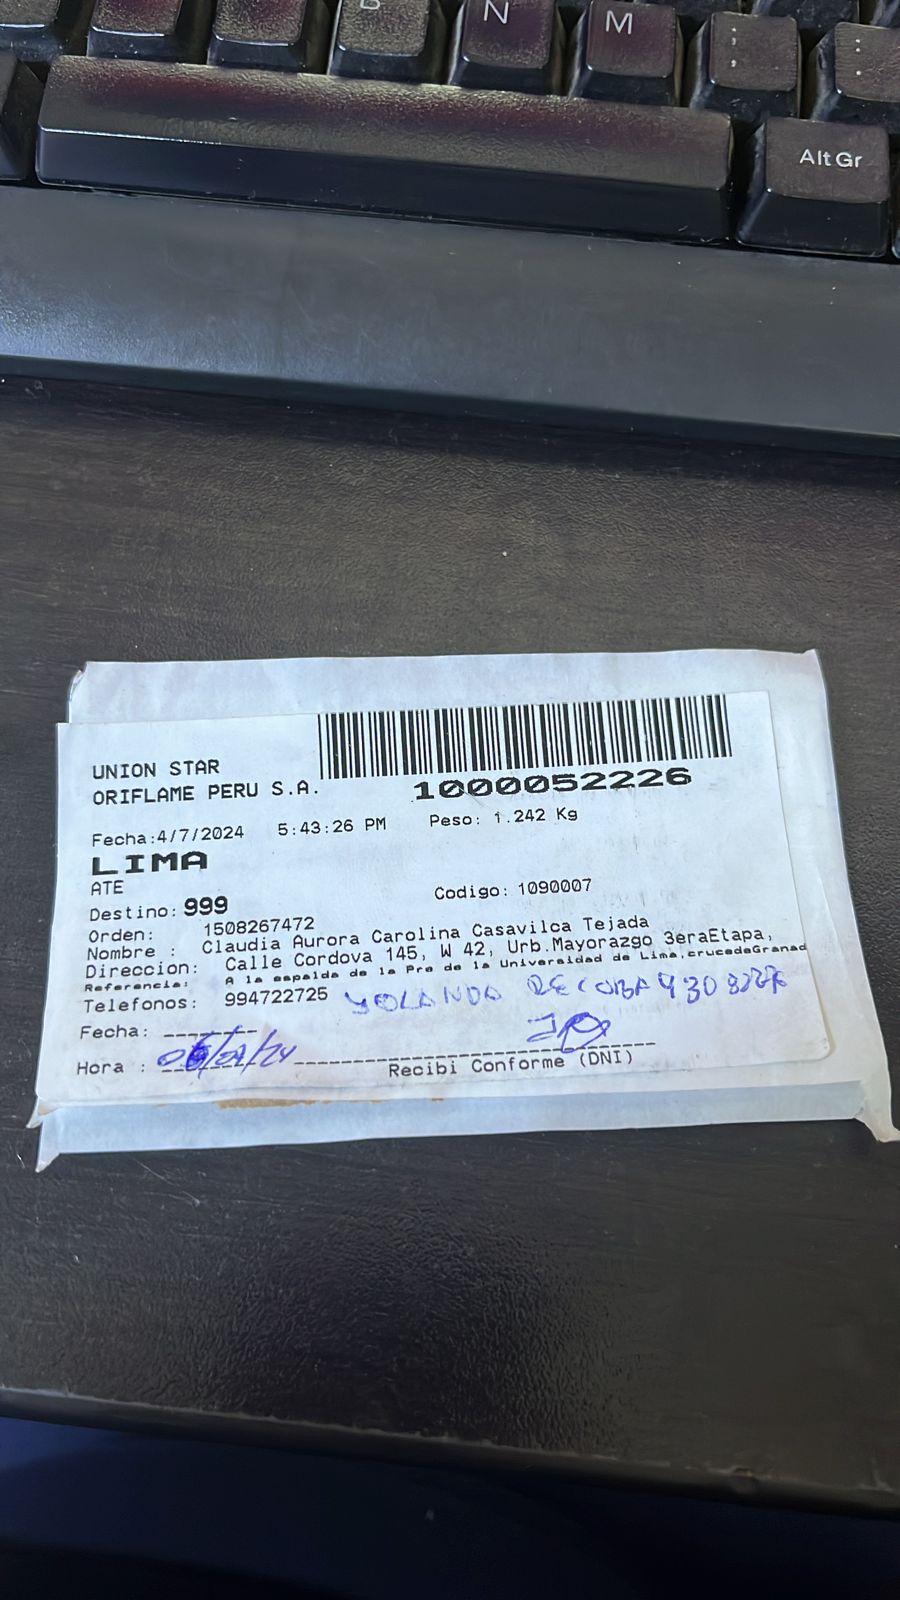 B N M ; :
Alt Gr
UNION STAR
ORIFLAME PERU S.A.
1000052226
Fecha:4/7/2024 5:43:26 PM Peso: 1.242 Kg
LIMA
ATE
Destino: 999 Codigo: 1090007
Orden: 1508267472
Nombre : Claudia Aurora Carolina Casavilca Tejada
Direccion: Calle Cordova 145, W 42, Urb.Mayorazgo 3eraEtapa,
Referencia: A la espalda de la Pre de la Universidad de Lima,crucedeGranad
Telefonos: 994722725 YOLANDA RECOBA
Fecha: --------
Hora :
Recibi Conforme (DNI)